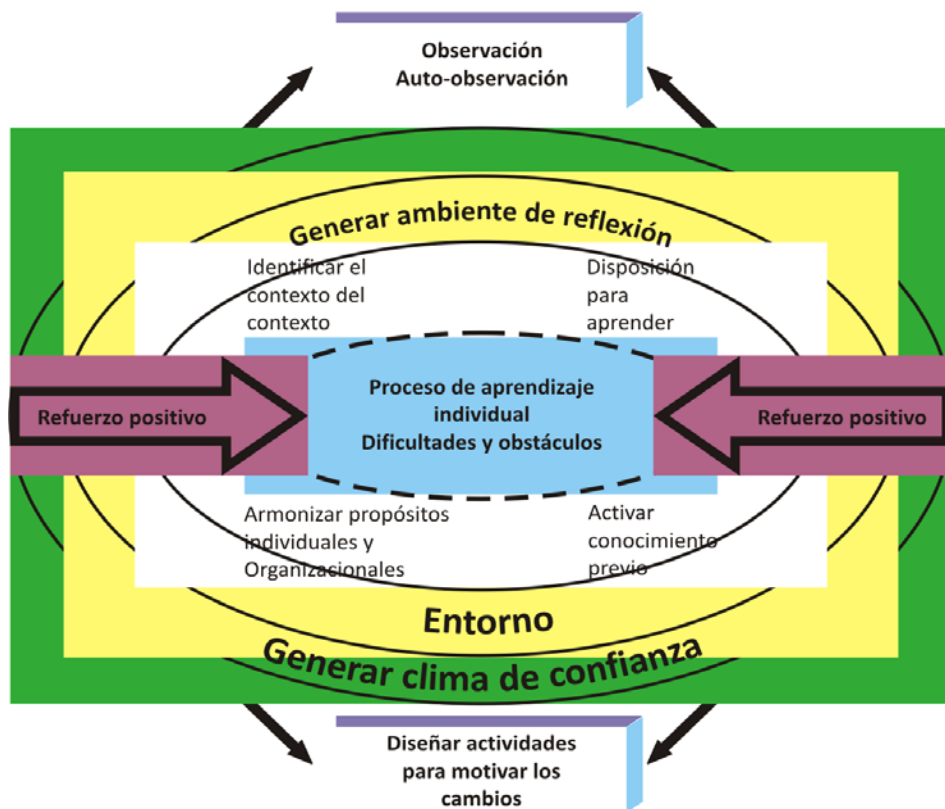 Observación
Auto-observación
Generar ambiente de reflexión
Identificar el
contexto del
contexto
Disposición
para
aprender
Refuerzo positivo
Proceso de aprendizaje
individual
Dificultades y obstáculos
Refuerzo positivo
Armonizar propósitos
individuales y
Organizacionales
Activar
conocimiento
previo
Entorno
Generar clima de confianza
Diseñar actividades
para motivar los
cambios